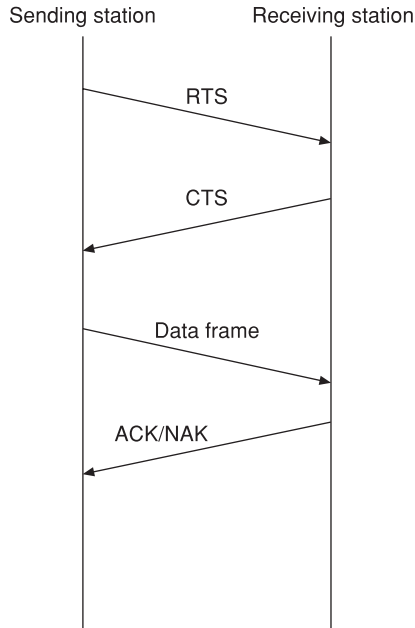 Sending station
Receiving station
RTS
CTS
Data frame
ACK/NAK